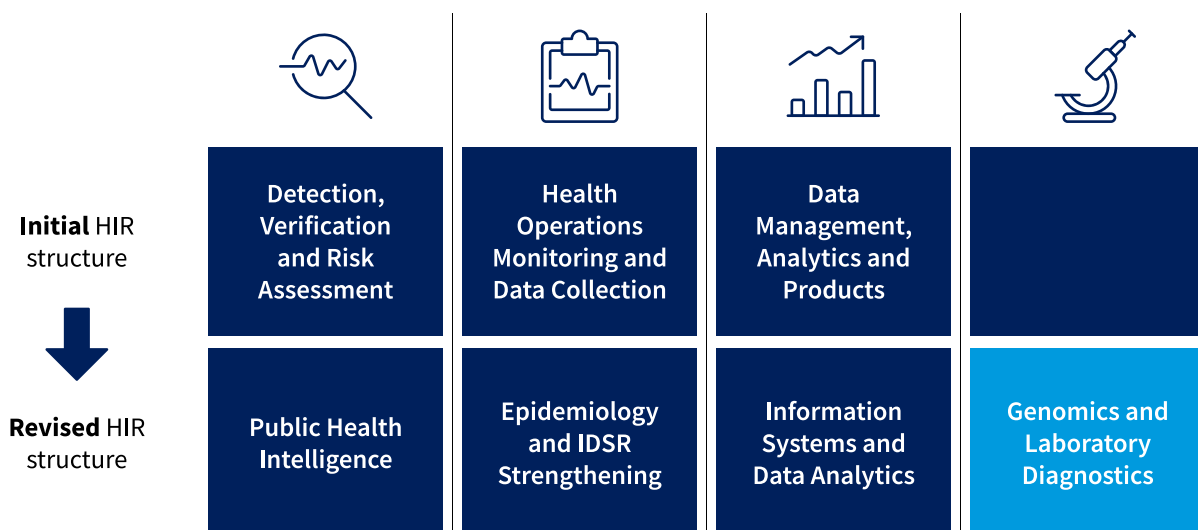 Initial HIR
structure
Detection,
Verification
and Risk
Assessment
Health
Operations
Monitoring and
Data Collection
Data
Management,
Analytics and
Products
Revised HIR
structure
Public Health
Intelligence
Epidemiology
and IDSR
Strengthening
Information
Systems and
Data Analytics
Genomics and
Laboratory
Diagnostics